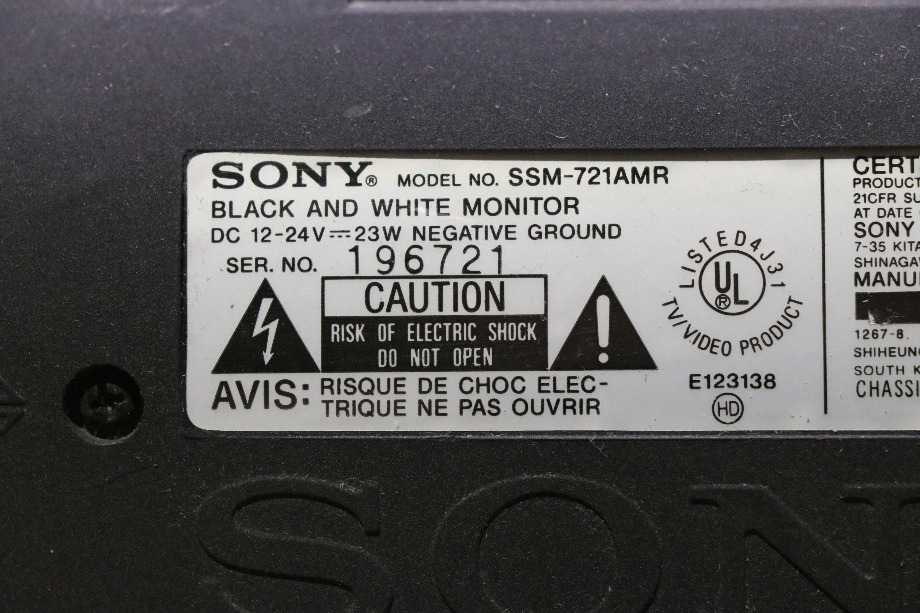 SONY® MODEL NO. SSM-721AMR
BLACK AND WHITE MONITOR
DC 12-24V⎓23W NEGATIVE GROUND
SER. NO. 196721
CAUTION
RISK OF ELECTRIC SHOCK
DO NOT OPEN
AVIS: RISQUE DE CHOC ELEC-
TRIQUE NE PAS OUVRIR
LISTED 4J31
UL®
TV/VIDEO PRODUCT
E123138
HD
CERT
PRODUCT
21CFR SU
AT DATE
SONY
7-35 KITA
SHINAGAW
MANU
1267-8,
SHIHEUNG
SOUTH K
CHASSI
SON